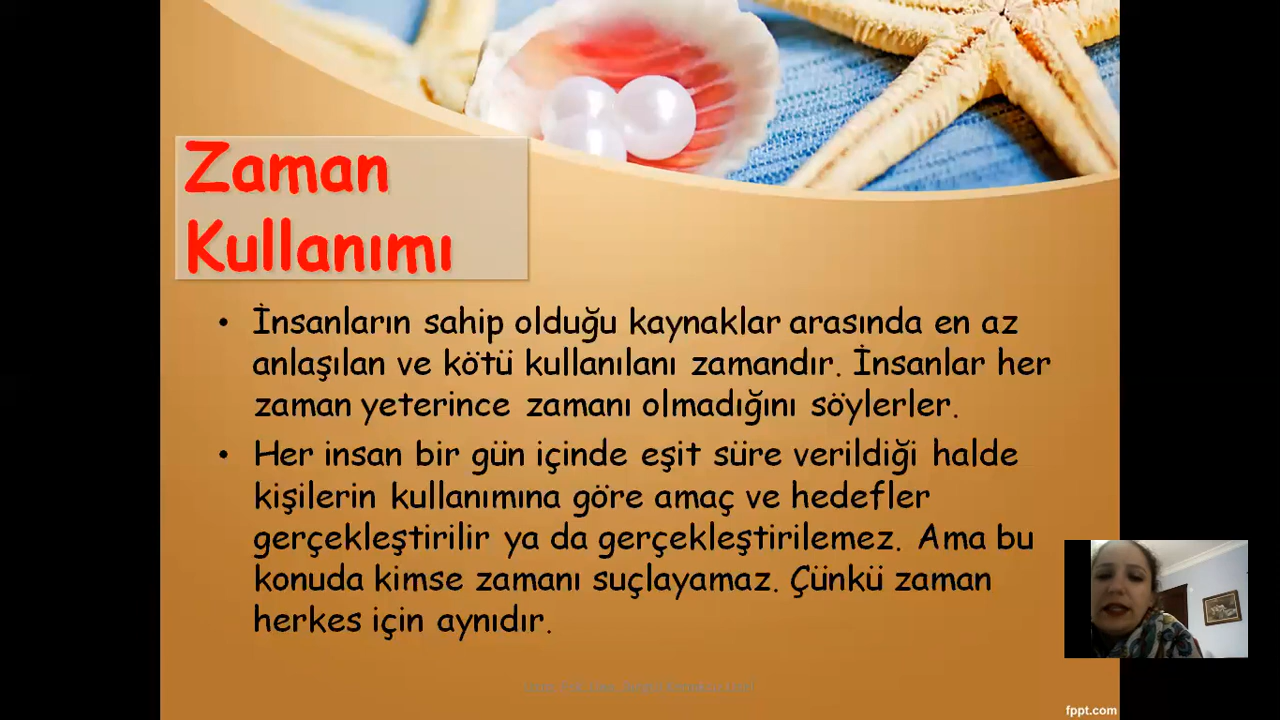 Zaman
Kullanımı
• İnsanların sahip olduğu kaynaklar arasında en az
anlaşılan ve kötü kullanılanı zamandır. İnsanlar her
zaman yeterince zamanı olmadığını söylerler.
• Her insan bir gün içinde eşit süre verildiği halde
kişilerin kullanımına göre amaç ve hedefler
gerçekleştirilir ya da gerçekleştirilemez. Ama bu
konuda kimse zamanı suçlayamaz. Çünkü zaman
herkes için aynıdır.
fppt.com